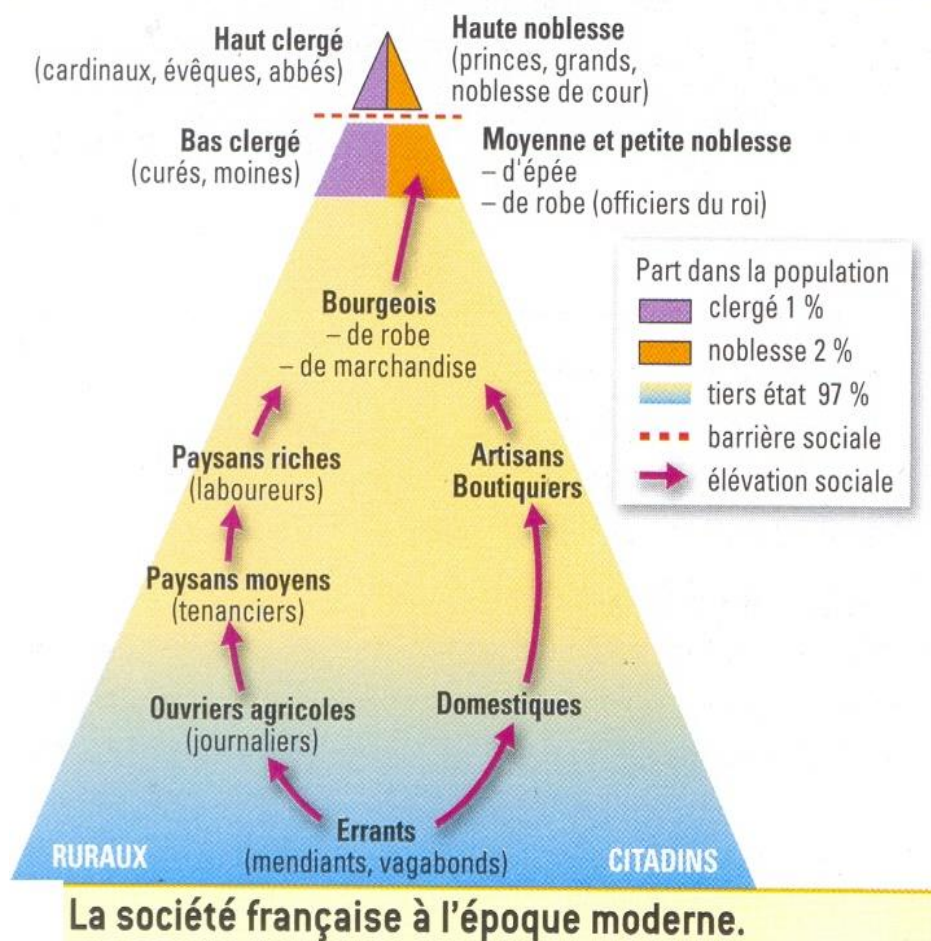 Haut clergé
(cardinaux, évêques, abbés)
Haute noblesse
(princes, grands,
noblesse de cour)
Bas clergé
(curés, moines)
Moyenne et petite noblesse
– d'épée
– de robe (officiers du roi)
Part dans la population
clergé 1 %
noblesse 2 %
tiers état 97 %
barrière sociale
élévation sociale
Bourgeois
– de robe
– de marchandise
Paysans riches
(laboureurs)
Artisans
Boutiquiers
Paysans moyens
(tenanciers)
Ouvriers agricoles
(journaliers)
Domestiques
Errants
(mendiants, vagabonds)
RURAUX
CITADINS
La société française à l'époque moderne.